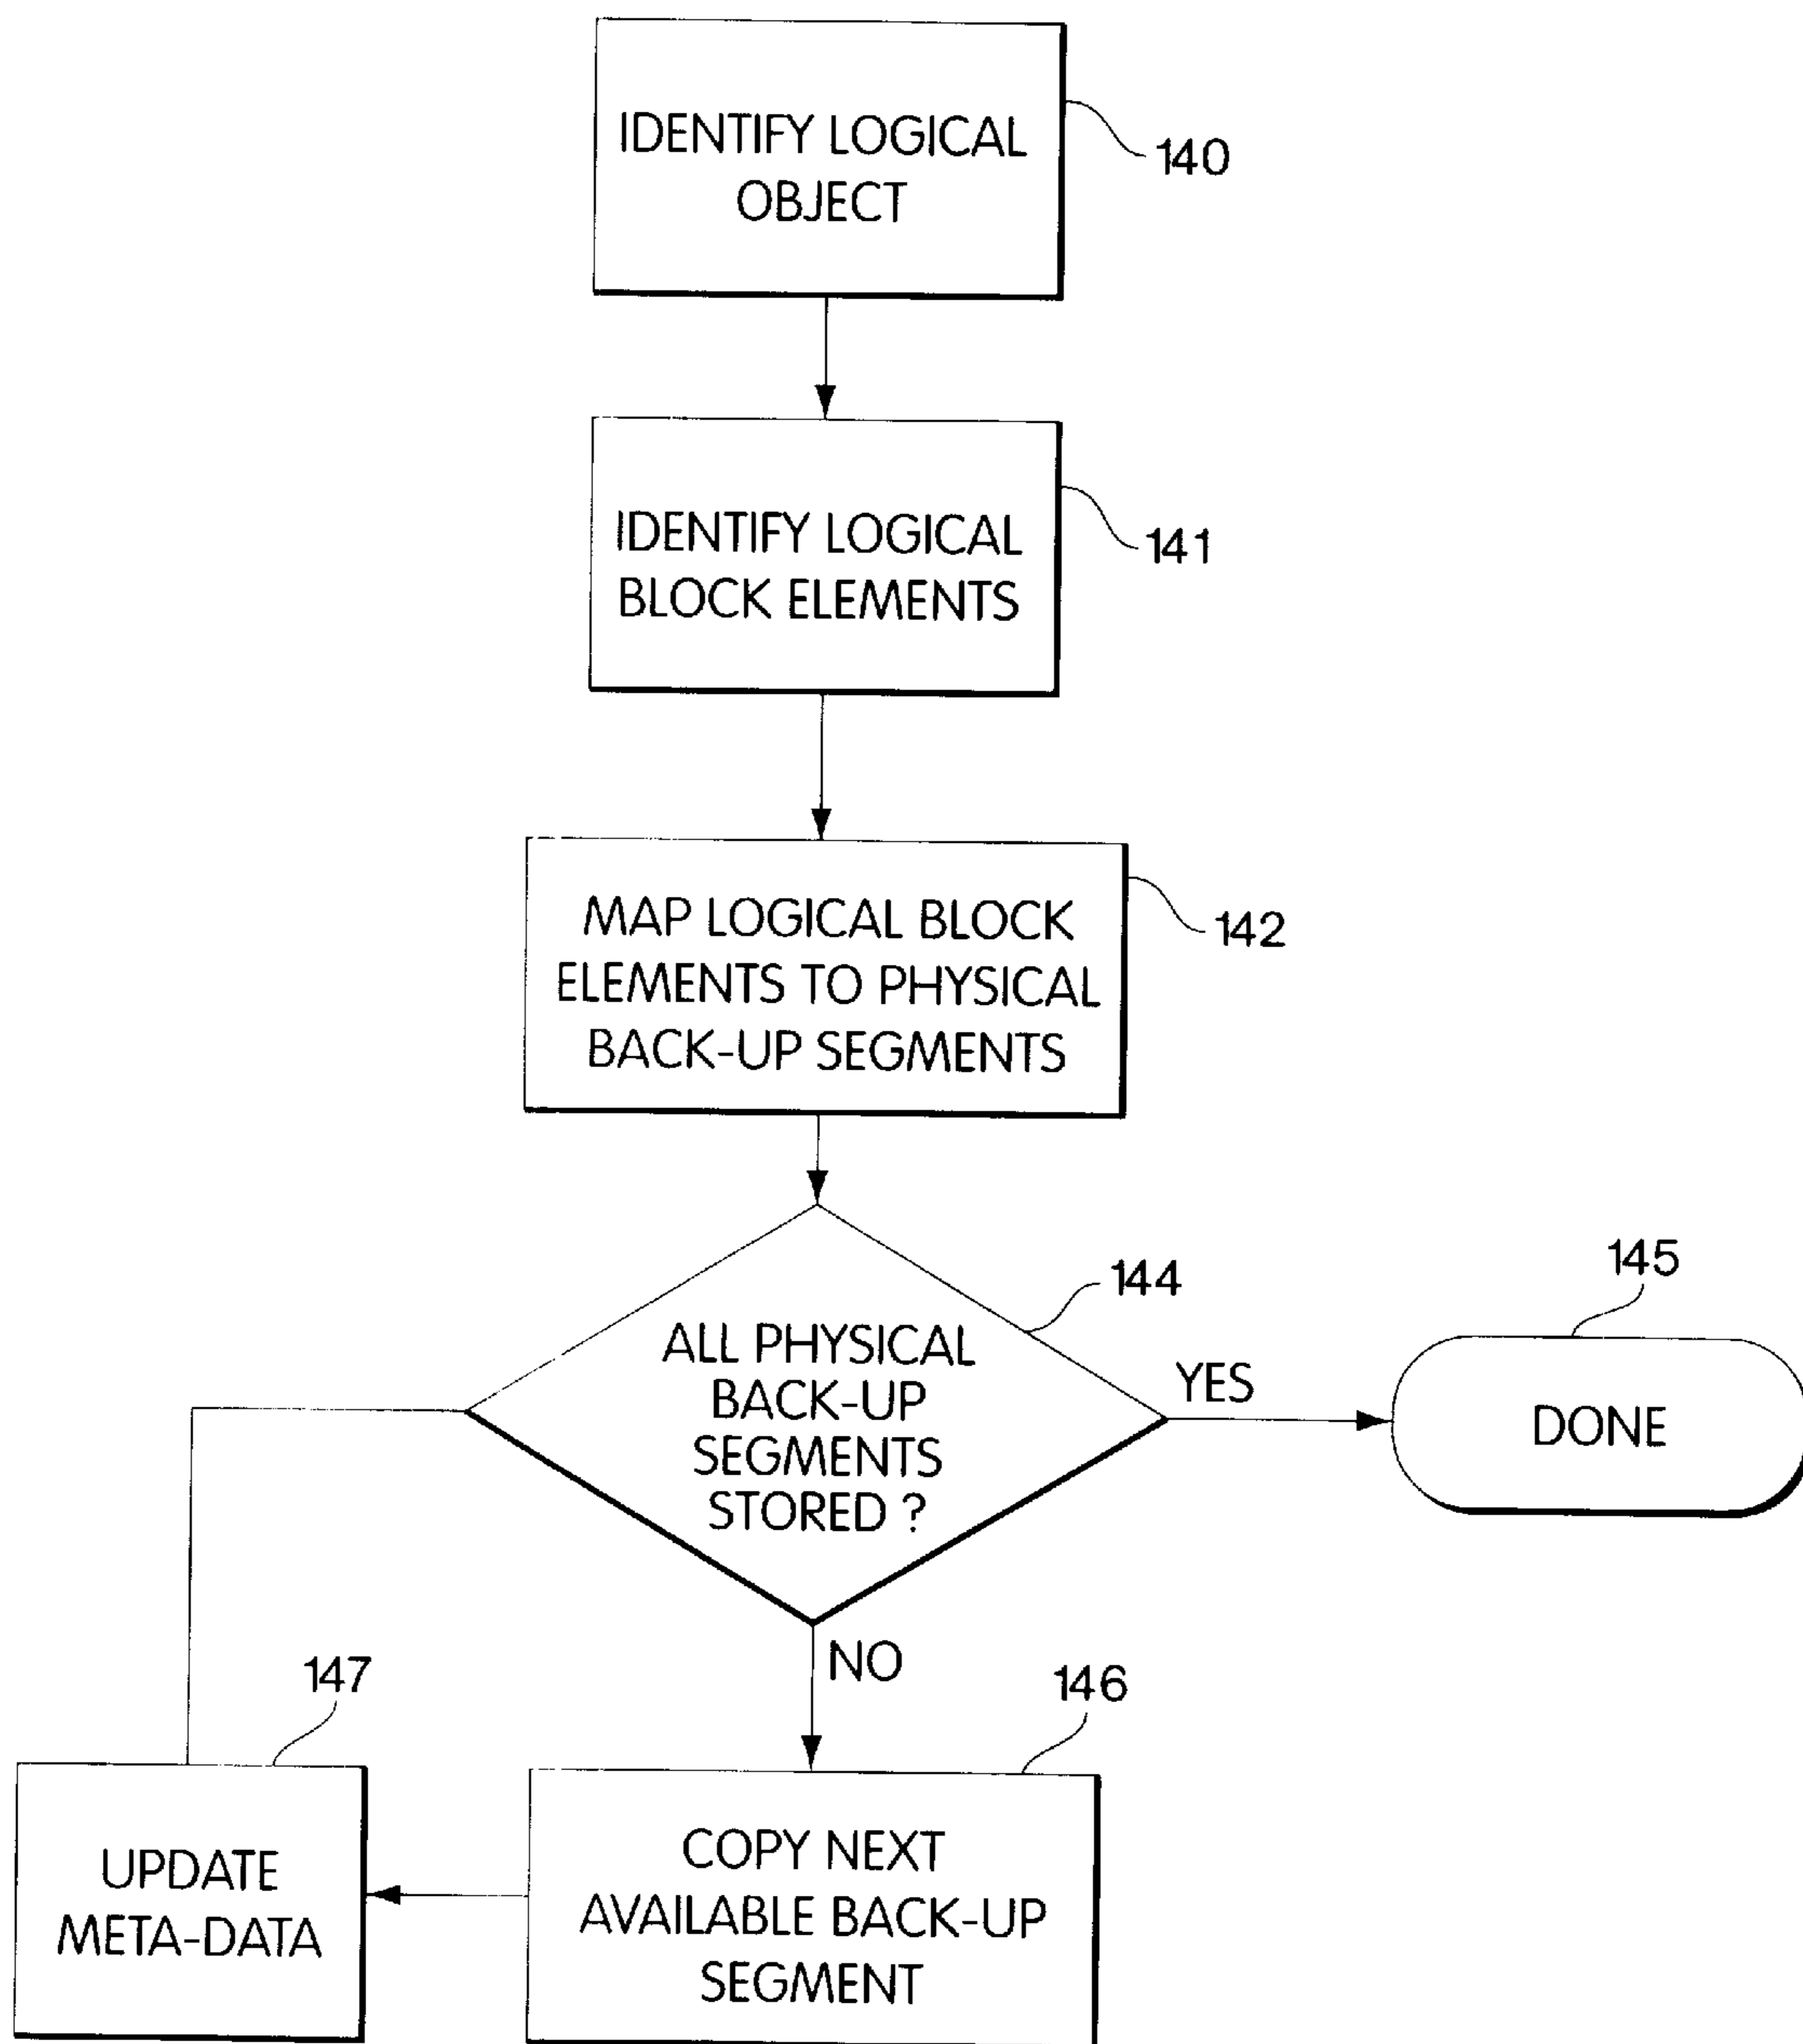 IDENTIFY LOGICAL
OBJECT
140
IDENTIFY LOGICAL
BLOCK ELEMENTS
141
MAP LOGICAL BLOCK
ELEMENTS TO PHYSICAL
BACK-UP SEGMENTS
142
ALL PHYSICAL
BACK-UP
SEGMENTS
STORED ?
144
YES
145
DONE
NO
146
COPY NEXT
AVAILABLE BACK-UP
SEGMENT
147
UPDATE
META-DATA